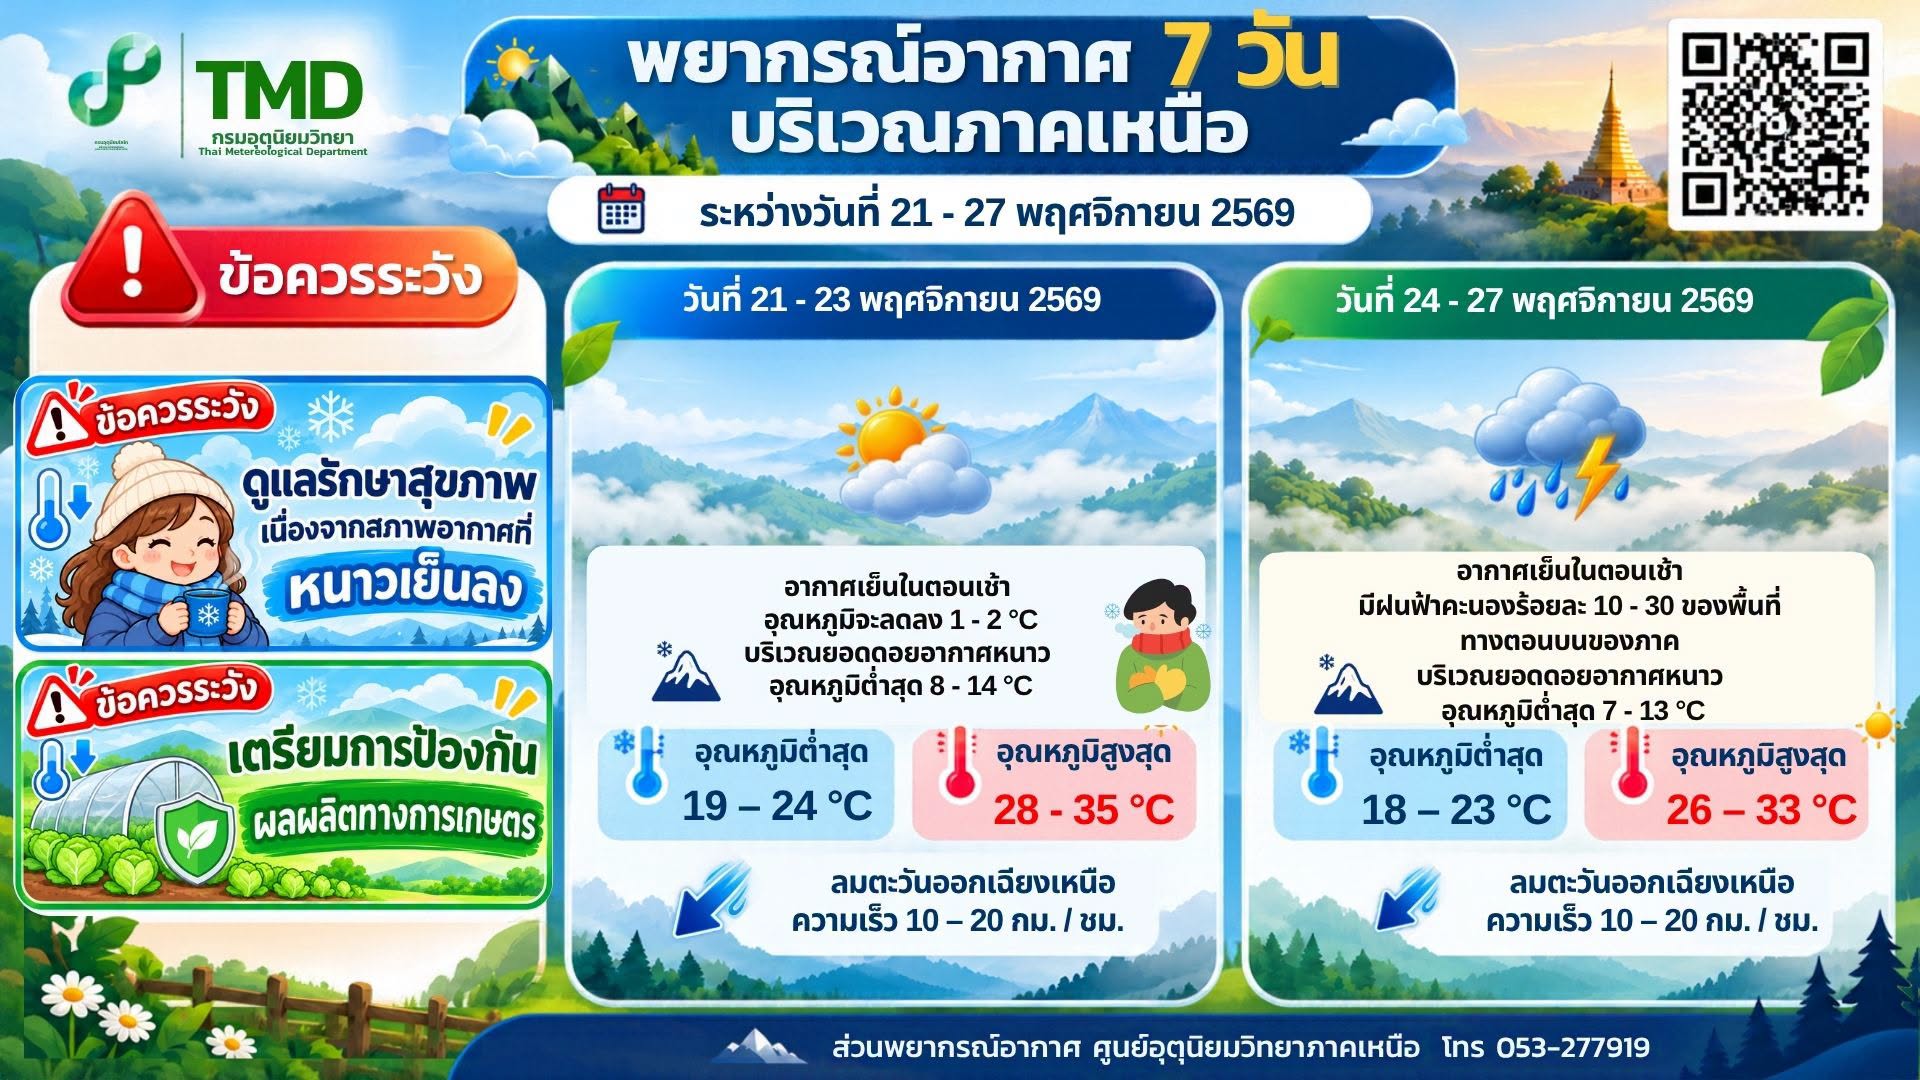 TMD
กรมอุตุนิยมวิทยา
Thai Metereological Department
พยากรณ์อากาศ 7 วัน
บริเวณภาคเหนือ
ระหว่างวันที่ 21 - 27 พฤศจิกายน 2569
ข้อควรระวัง
ข้อควรระวัง
ดูแลรักษาสุขภาพ
เนื่องจากสภาพอากาศที่
หนาวเย็นลง
ข้อควรระวัง
เตรียมการป้องกัน
ผลผลิตทางการเกษตร
วันที่ 21 - 23 พฤศจิกายน 2569
อากาศเย็นในตอนเช้า
อุณหภูมิจะลดลง 1 - 2 °C
บริเวณยอดดอยอากาศหนาว
อุณหภูมิต่ำสุด 8 - 14 °C
อุณหภูมิต่ำสุด
19 – 24 °C
อุณหภูมิสูงสุด
28 - 35 °C
ลมตะวันออกเฉียงเหนือ
ความเร็ว 10 – 20 กม. / ชม.
วันที่ 24 - 27 พฤศจิกายน 2569
อากาศเย็นในตอนเช้า
มีฝนฟ้าคะนองร้อยละ 10 - 30 ของพื้นที่
ทางตอนบนของภาค
บริเวณยอดดอยอากาศหนาว
อุณหภูมิต่ำสุด 7 - 13 °C
อุณหภูมิต่ำสุด
18 – 23 °C
อุณหภูมิสูงสุด
26 – 33 °C
ลมตะวันออกเฉียงเหนือ
ความเร็ว 10 – 20 กม. / ชม.
ส่วนพยากรณ์อากาศ ศูนย์อุตุนิยมวิทยาภาคเหนือ โทร 053-277919